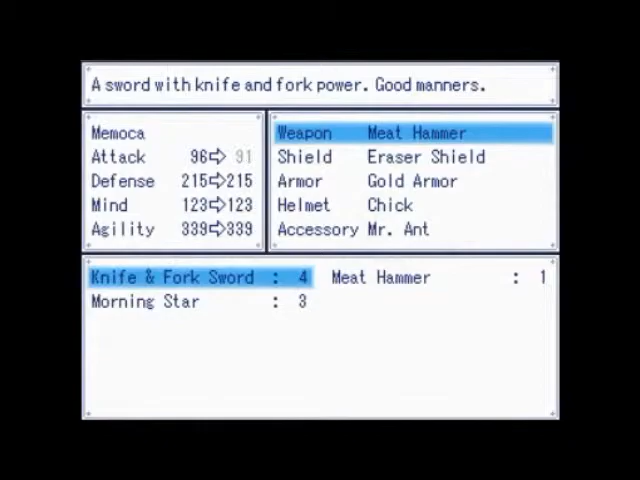 A sword with knife and fork power. Good manners.
Memoca
Attack 96⇨ 91
Defense 215⇨215
Mind 123⇨123
Agility 339⇨339
Weapon Meat Hammer
Shield Eraser Shield
Armor Gold Armor
Helmet Chick
Accessory Mr. Ant
Knife & Fork Sword : 4 Meat Hammer : 1
Morning Star : 3